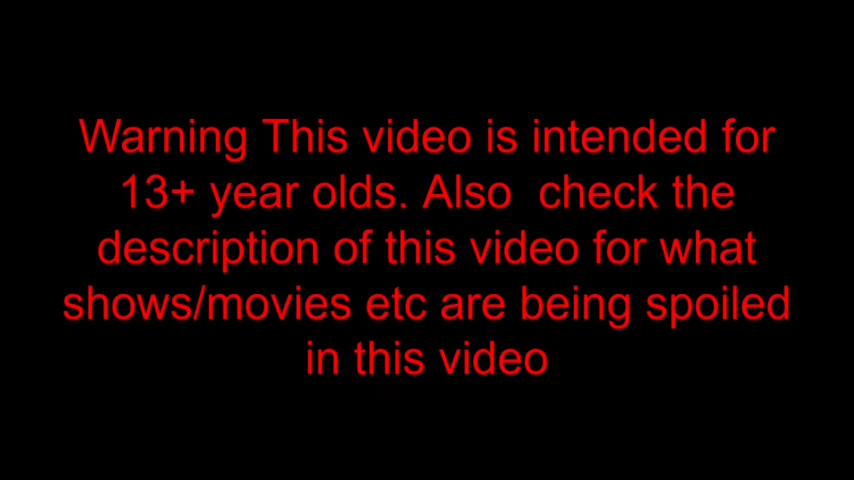 Warning This video is intended for
13+ year olds. Also  check the
description of this video for what
shows/movies etc are being spoiled
in this video